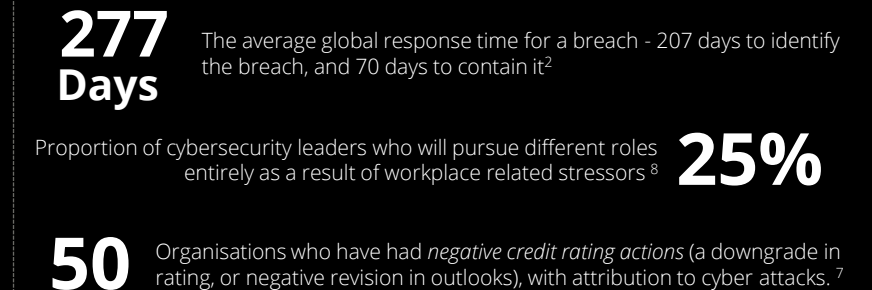 277
Days
The average global response time for a breach - 207 days to identify
the breach, and 70 days to contain it²
Proportion of cybersecurity leaders who will pursue different roles
entirely as a result of workplace related stressors ⁸
25%
50
Organisations who have had negative credit rating actions (a downgrade in
rating, or negative revision in outlooks), with attribution to cyber attacks. ⁷